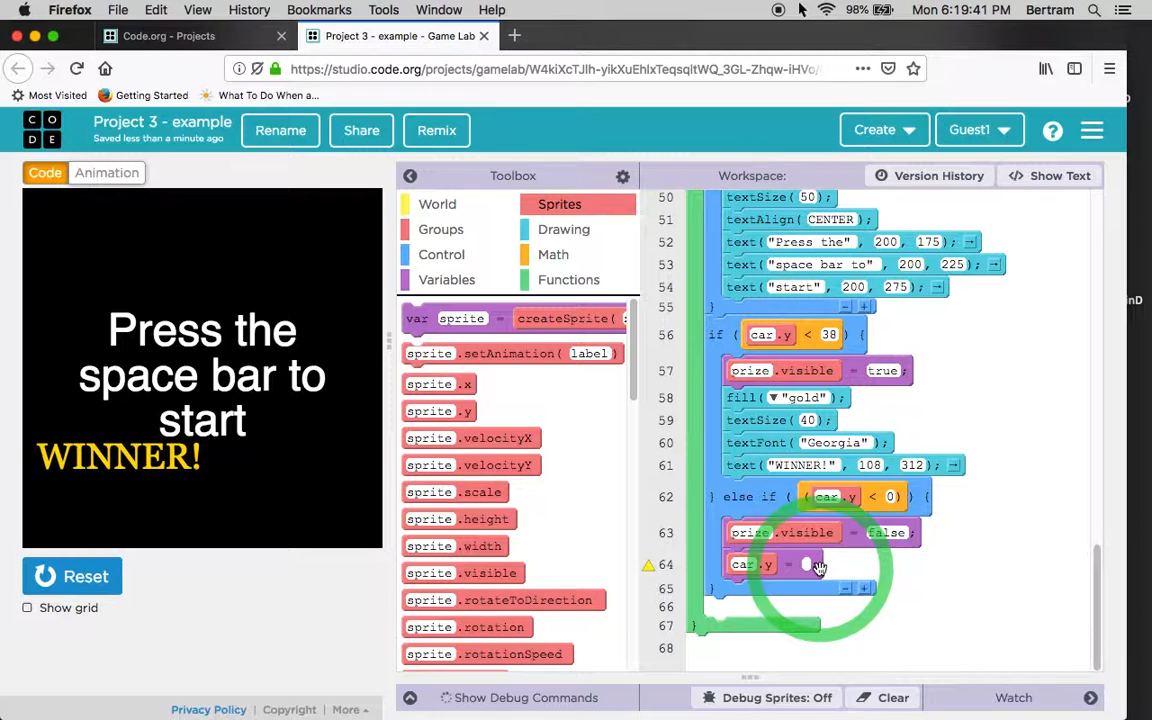 Firefox File Edit View History Bookmarks Tools Window Help 98% Mon 6:19:41 PM Bertram
Code.org - Projects Project 3 - example - Game Lab
https://studio.code.org/projects/gamelab/
Most Visited Getting Started What To Do When a...
CODE
Project 3 - example
Saved less than a minute ago
Rename Share Remix Create Guest1
Code Animation
Toolbox
Workspace: Version History Show Text
World Sprites
Groups Drawing
Control Math
Variables Functions
var sprite = createSprite(
sprite.setAnimation( label )
sprite.x
sprite.y
sprite.velocityX
sprite.velocityY
sprite.scale
sprite.height
sprite.width
sprite.visible
sprite.rotateToDirection
sprite.rotation
sprite.rotationSpeed
50 textSize( 50 );
51 textAlign( CENTER );
52 text( "Press the" , 200, 175);
53 text( "space bar to" , 200, 225);
54 text( "start" , 200, 275);
55 }
56 if ( car.y < 38 ) {
57 prize.visible = true;
58 fill( "gold" );
59 textSize( 40 );
60 textFont( "Georgia" );
61 text( "WINNER!" , 108, 312);
62 } else if ( ( car.y < 0 ) ) {
63 prize.visible = false;
64 car.y =
65 }
66
67 }
68
Press the
space bar to
start
WINNER!
Reset
Show grid
Show Debug Commands Debug Sprites: Off Clear Watch
Privacy Policy Copyright More